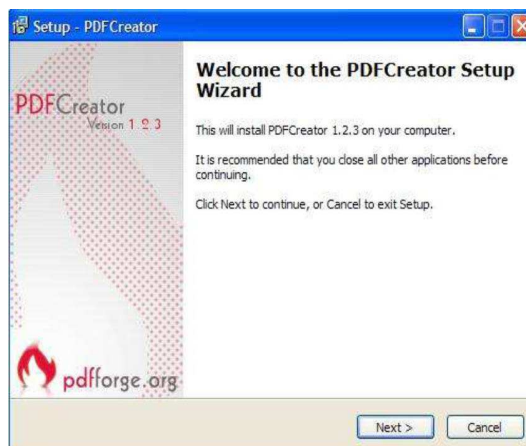 Setup - PDFCreator
PDFCreator
Version 1.2.3
Welcome to the PDFCreator Setup
Wizard
This will install PDFCreator 1.2.3 on your computer.
It is recommended that you close all other applications before
continuing.
Click Next to continue, or Cancel to exit Setup.
pdfforge.org
Next >
Cancel